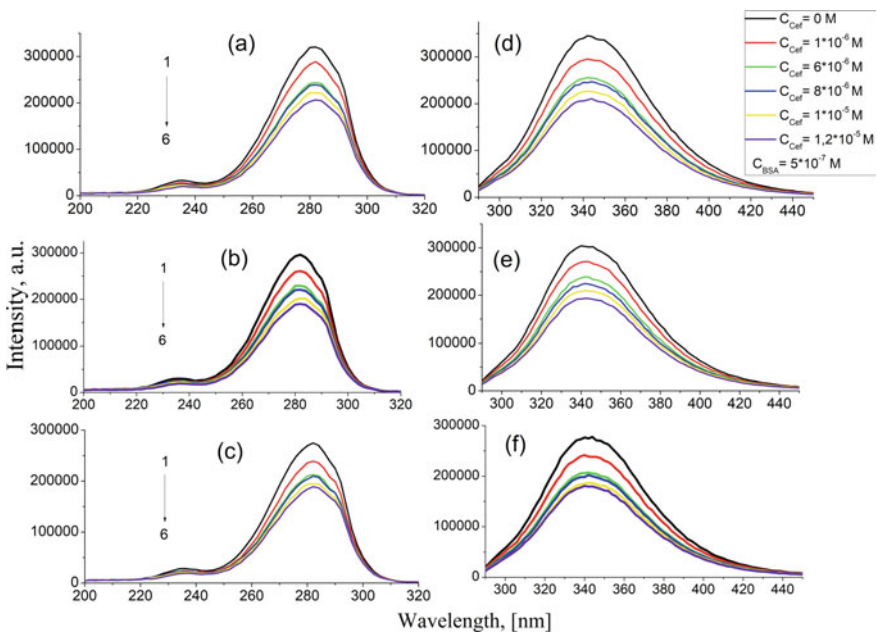 Intensity, a.u.
(a)
1
6
300000
200000
100000
0
200 220 240 260 280 300 320
(d)
300000
200000
100000
0
300 320 340 360 380 400 420 440
C_Cef= 0 M
C_Cef= 1*10⁻⁶ M
C_Cef= 6*10⁻⁶ M
C_Cef= 8*10⁻⁶ M
C_Cef= 1*10⁻⁵ M
C_Cef= 1,2*10⁻⁵ M
C_BSA= 5*10⁻⁷ M
(b)
1
6
300000
200000
100000
0
200 220 240 260 280 300 320
(e)
300000
200000
100000
0
300 320 340 360 380 400 420 440
(c)
1
6
300000
200000
100000
0
200 220 240 260 280 300 320
(f)
300000
200000
100000
0
300 320 340 360 380 400 420 440
Wavelength, [nm]